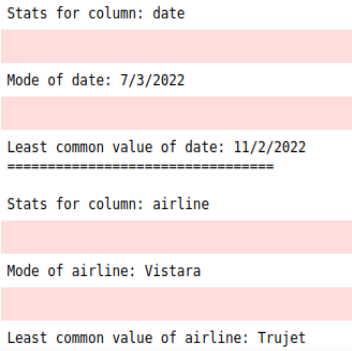 Stats for column: date
Mode of date: 7/3/2022
Least common value of date: 11/2/2022
=================================
Stats for column: airline
Mode of airline: Vistara
Least common value of airline: Trujet